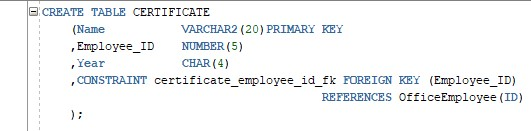 CREATE TABLE CERTIFICATE
(Name VARCHAR2(20)PRIMARY KEY
,Employee_ID NUMBER(5)
,Year CHAR(4)
,CONSTRAINT certificate_employee_id_fk FOREIGN KEY (Employee_ID)
REFERENCES OfficeEmployee(ID)
);